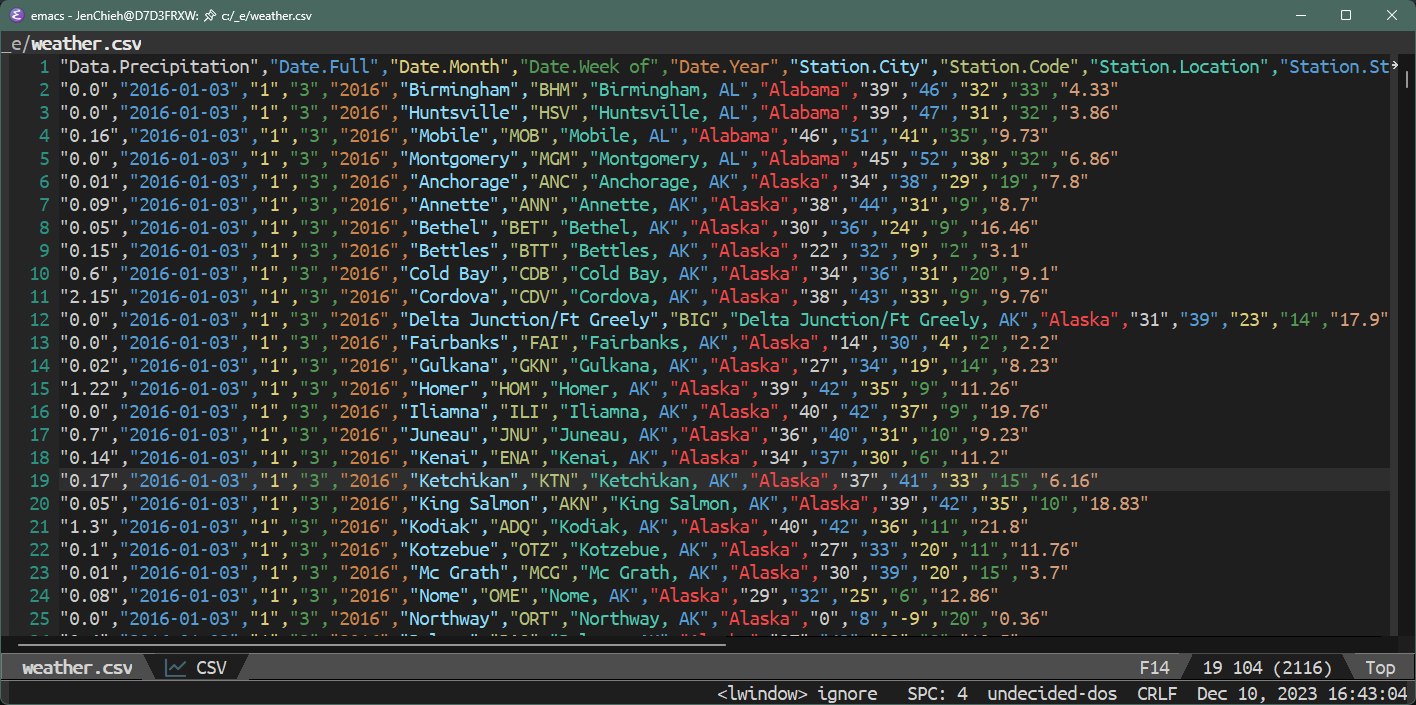 emacs - JenChieh@D7D3FRXW: c:/_e/weather.csv
_e/weather.csv
1 "Data.Precipitation","Date.Full","Date.Month","Date.Week of","Date.Year","Station.City","Station.Code","Station.Location","Station.St
2 "0.0","2016-01-03","1","3","2016","Birmingham","BHM","Birmingham, AL","Alabama","39","46","32","33","4.33"
3 "0.0","2016-01-03","1","3","2016","Huntsville","HSV","Huntsville, AL","Alabama","39","47","31","32","3.86"
4 "0.16","2016-01-03","1","3","2016","Mobile","MOB","Mobile, AL","Alabama","46","51","41","35","9.73"
5 "0.0","2016-01-03","1","3","2016","Montgomery","MGM","Montgomery, AL","Alabama","45","52","38","32","6.86"
6 "0.01","2016-01-03","1","3","2016","Anchorage","ANC","Anchorage, AK","Alaska","34","38","29","19","7.8"
7 "0.09","2016-01-03","1","3","2016","Annette","ANN","Annette, AK","Alaska","38","44","31","9","8.7"
8 "0.05","2016-01-03","1","3","2016","Bethel","BET","Bethel, AK","Alaska","30","36","24","9","16.46"
9 "0.15","2016-01-03","1","3","2016","Bettles","BTT","Bettles, AK","Alaska","22","32","9","2","3.1"
10 "0.6","2016-01-03","1","3","2016","Cold Bay","CDB","Cold Bay, AK","Alaska","34","36","31","20","9.1"
11 "2.15","2016-01-03","1","3","2016","Cordova","CDV","Cordova, AK","Alaska","38","43","33","9","9.76"
12 "0.0","2016-01-03","1","3","2016","Delta Junction/Ft Greely","BIG","Delta Junction/Ft Greely, AK","Alaska","31","39","23","14","17.9"
13 "0.0","2016-01-03","1","3","2016","Fairbanks","FAI","Fairbanks, AK","Alaska","14","30","4","2","2.2"
14 "0.02","2016-01-03","1","3","2016","Gulkana","GKN","Gulkana, AK","Alaska","27","34","19","14","8.23"
15 "1.22","2016-01-03","1","3","2016","Homer","HOM","Homer, AK","Alaska","39","42","35","9","11.26"
16 "0.0","2016-01-03","1","3","2016","Iliamna","ILI","Iliamna, AK","Alaska","40","42","37","9","19.76"
17 "0.7","2016-01-03","1","3","2016","Juneau","JNU","Juneau, AK","Alaska","36","40","31","10","9.23"
18 "0.14","2016-01-03","1","3","2016","Kenai","ENA","Kenai, AK","Alaska","34","37","30","6","11.2"
19 "0.17","2016-01-03","1","3","2016","Ketchikan","KTN","Ketchikan, AK","Alaska","37","41","33","15","6.16"
20 "0.05","2016-01-03","1","3","2016","King Salmon","AKN","King Salmon, AK","Alaska","39","42","35","10","18.83"
21 "1.3","2016-01-03","1","3","2016","Kodiak","ADQ","Kodiak, AK","Alaska","40","42","36","11","21.8"
22 "0.1","2016-01-03","1","3","2016","Kotzebue","OTZ","Kotzebue, AK","Alaska","27","33","20","11","11.76"
23 "0.01","2016-01-03","1","3","2016","Mc Grath","MCG","Mc Grath, AK","Alaska","30","39","20","15","3.7"
24 "0.08","2016-01-03","1","3","2016","Nome","OME","Nome, AK","Alaska","29","32","25","6","12.86"
25 "0.0","2016-01-03","1","3","2016","Northway","ORT","Northway, AK","Alaska","0","8","-9","20","0.36"
weather.csv CSV F14 19 104 (2116) Top
<lwindow> ignore SPC: 4 undecided-dos CRLF Dec 10, 2023 16:43:04